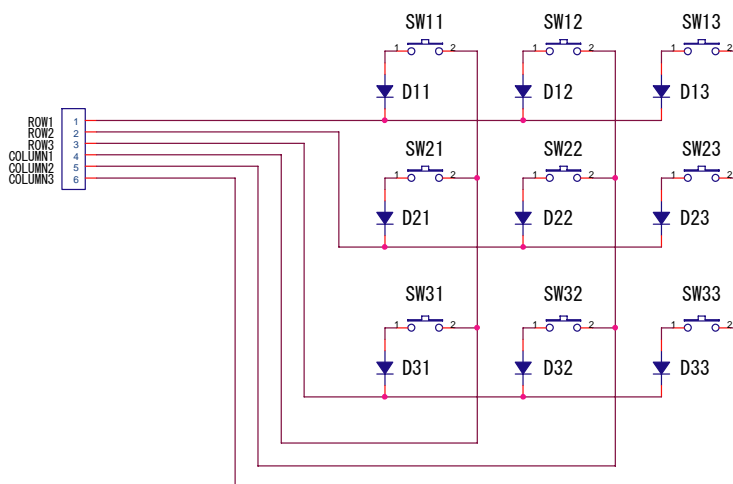 SW11 SW12 SW13
1 2 1 2 1 2
D11 D12 D13
ROW1 1
ROW2 2
ROW3 3
COLUMN1 4
COLUMN2 5
COLUMN3 6
SW21 SW22 SW23
1 2 1 2 1 2
D21 D22 D23
SW31 SW32 SW33
1 2 1 2 1 2
D31 D32 D33